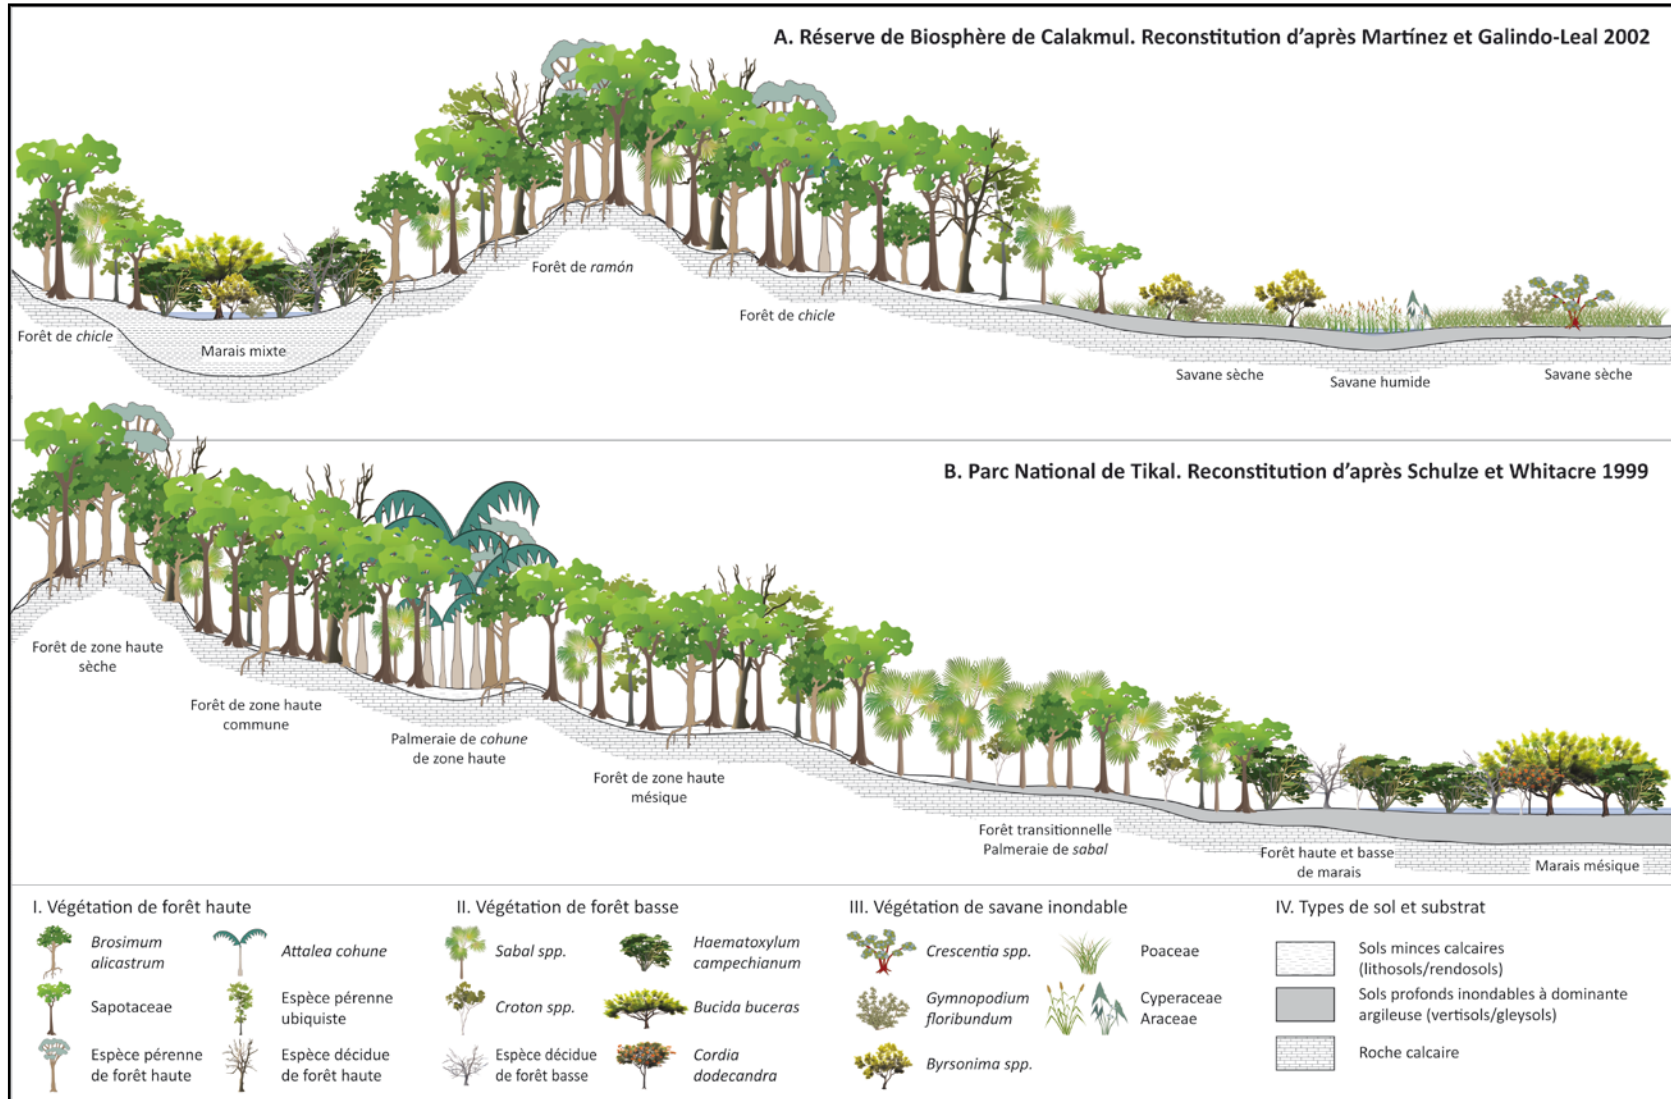 A. Réserve de Biosphère de Calakmul. Reconstitution d'après Martínez et Galindo-Leal 2002
Forêt de ramón
Forêt de chicle
Forêt de chicle
Marais mixte
Savane sèche
Savane humide
Savane sèche
B. Parc National de Tikal. Reconstitution d'après Schulze et Whitacre 1999
Forêt de zone haute
sèche
Forêt de zone haute
commune
Palmeraie de cohune
de zone haute
Forêt de zone haute
mésique
Forêt transitionnelle
Palmeraie de sabal
Forêt haute et basse
de marais
Marais mésique
I. Végétation de forêt haute
Brosimum
alicastrum
Attalea cohune
Sapotaceae
Espèce pérenne
ubiquiste
Espèce pérenne
de forêt haute
Espèce décidue
de forêt haute
II. Végétation de forêt basse
Sabal spp.
Haematoxylum
campechianum
Croton spp.
Bucida buceras
Espèce décidue
de forêt basse
Cordia
dodecandra
III. Végétation de savane inondable
Crescentia spp.
Poaceae
Gymnopodium
floribundum
Cyperaceae
Araceae
Byrsonima spp.
IV. Types de sol et substrat
Sols minces calcaires
(lithosols/rendosols)
Sols profonds inondables à dominante
argileuse (vertisols/gleysols)
Roche calcaire